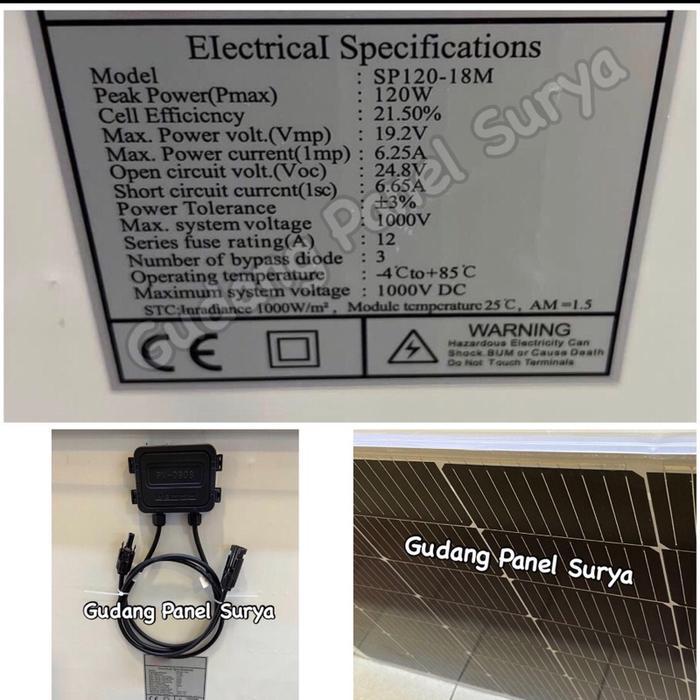 Electrical Specifications
Model : SP120-18M
Peak Power(Pmax) : 120W
Cell Efficicncy : 21.50%
Max. Power volt.(Vmp) : 19.2V
Max. Power current(1mp) : 6.25A
Open circuit volt.(Voc) : 24.8V
Short circuit currcnt(1sc) : 6.65A
Power Tolerance : ±3%
Max. system voltage : 1000V
Series fuse rating(A) : 12
Number of bypass diode : 3
Operating temperature : -4℃to+85℃
Maximum system voltage : 1000V DC
STC:Inradiance 1000W/m², Module tcmpcrature 25℃, AM=1.5
CE
WARNING
Hazardous Electricity Can
Shock.BUM or Cause Death
Do Not Touch Terminals
Gudang Panel Surya
Gudang Panel Surya
Gudang Panel Surya